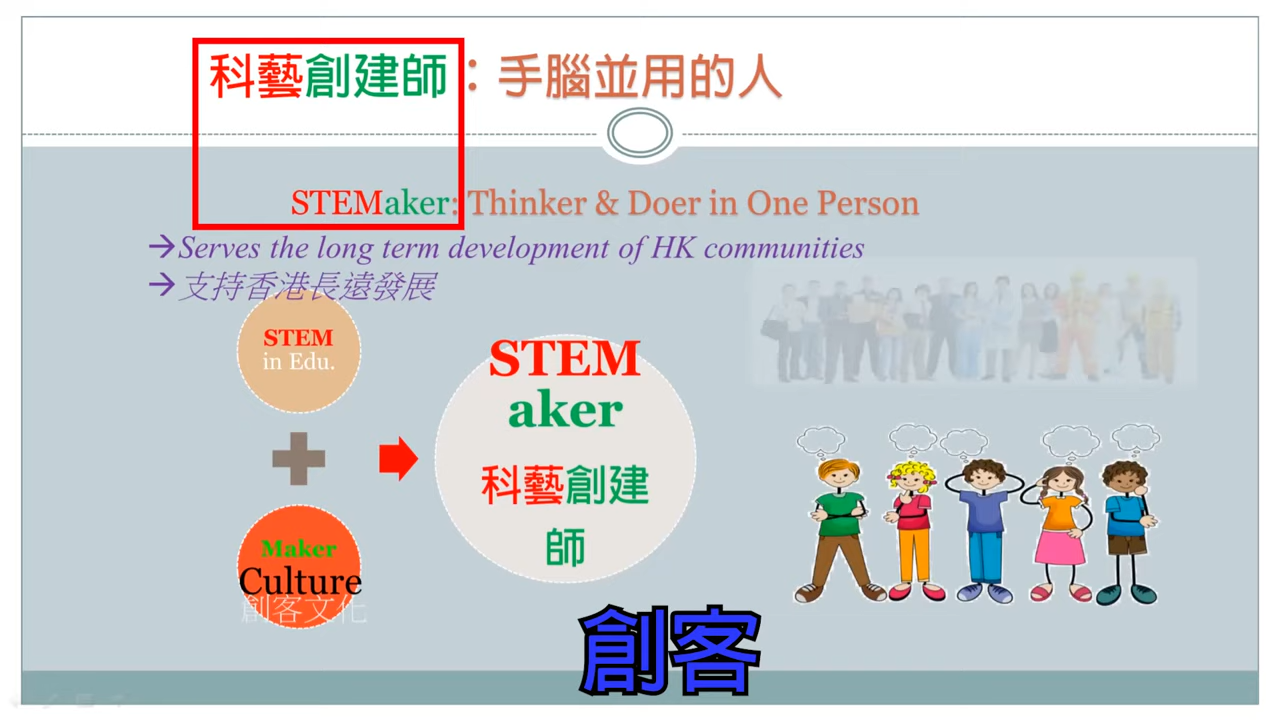 科藝創建師：手腦並用的人
STEMaker: Thinker & Doer in One Person
→Serves the long term development of HK communities
→支持香港長遠發展
STEM
in Edu.
Maker
Culture
創客文化
STEM
aker
科藝創建
師
創客